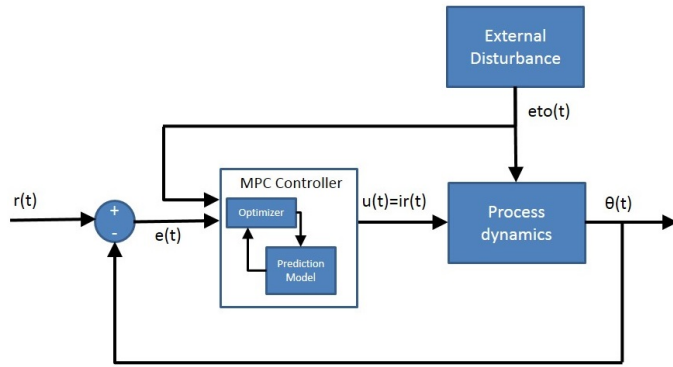 External
Disturbance
eto(t)
MPC Controller
r(t)
+
-
e(t)
Optimizer
Prediction
Model
u(t)=ir(t)
Process
dynamics
θ(t)